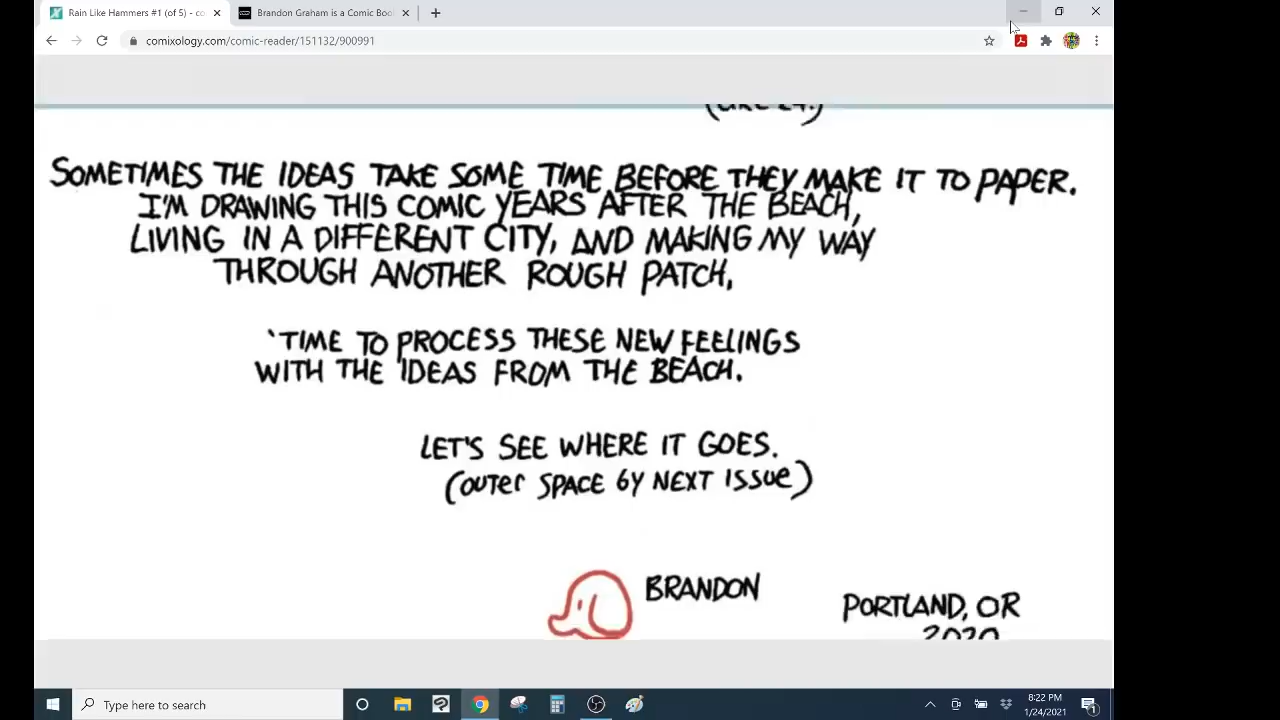 Rain Like Hammers #1 (of 5) - co
Brandon Graham is a Comic Boo
comixology.com/comic-reader/151132/900991
SOMETIMES THE IDEAS TAKE SOME TIME BEFORE THEY MAKE IT TO PAPER.
I'M DRAWING THIS COMIC YEARS AFTER THE BEACH,
LIVING IN A DIFFERENT CITY, AND MAKING MY WAY
THROUGH ANOTHER ROUGH PATCH.
'TIME TO PROCESS THESE NEW FEELINGS
WITH THE IDEAS FROM THE BEACH.
LET'S SEE WHERE IT GOES.
(OUTER SPACE BY NEXT ISSUE)
BRANDON
PORTLAND, OR
2020
Type here to search
8:22 PM
1/24/2021